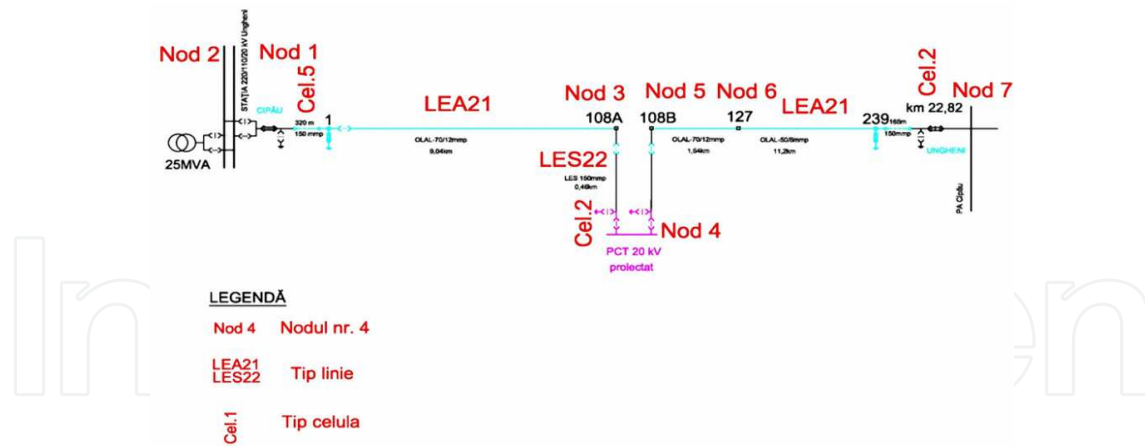 Nod 2
STAȚIA 220/110/20 kV Ungheni
Nod 1
Cel.5
CIPĂU
320 m
150 mmp
1
25MVA
LEA21
OLAL-70/12mmp
9,04km
Nod 3
108A
Nod 5
108B
Nod 6
127
LEA21
OLAL-70/12mmp
1,64km
OLAL-50/8mmp
11,2km
239
168m
150mmp
Cel.2
km 22,82
Nod 7
UNGHENI
PA Cipău
LES22
LES 150mmp
0,46km
Cel.2
Nod 4
PCT 20 kV
proiectat
LEGENDĂ
Nod 4 Nodul nr. 4
LEA21
LES22 Tip linie
Cel.1 Tip celula